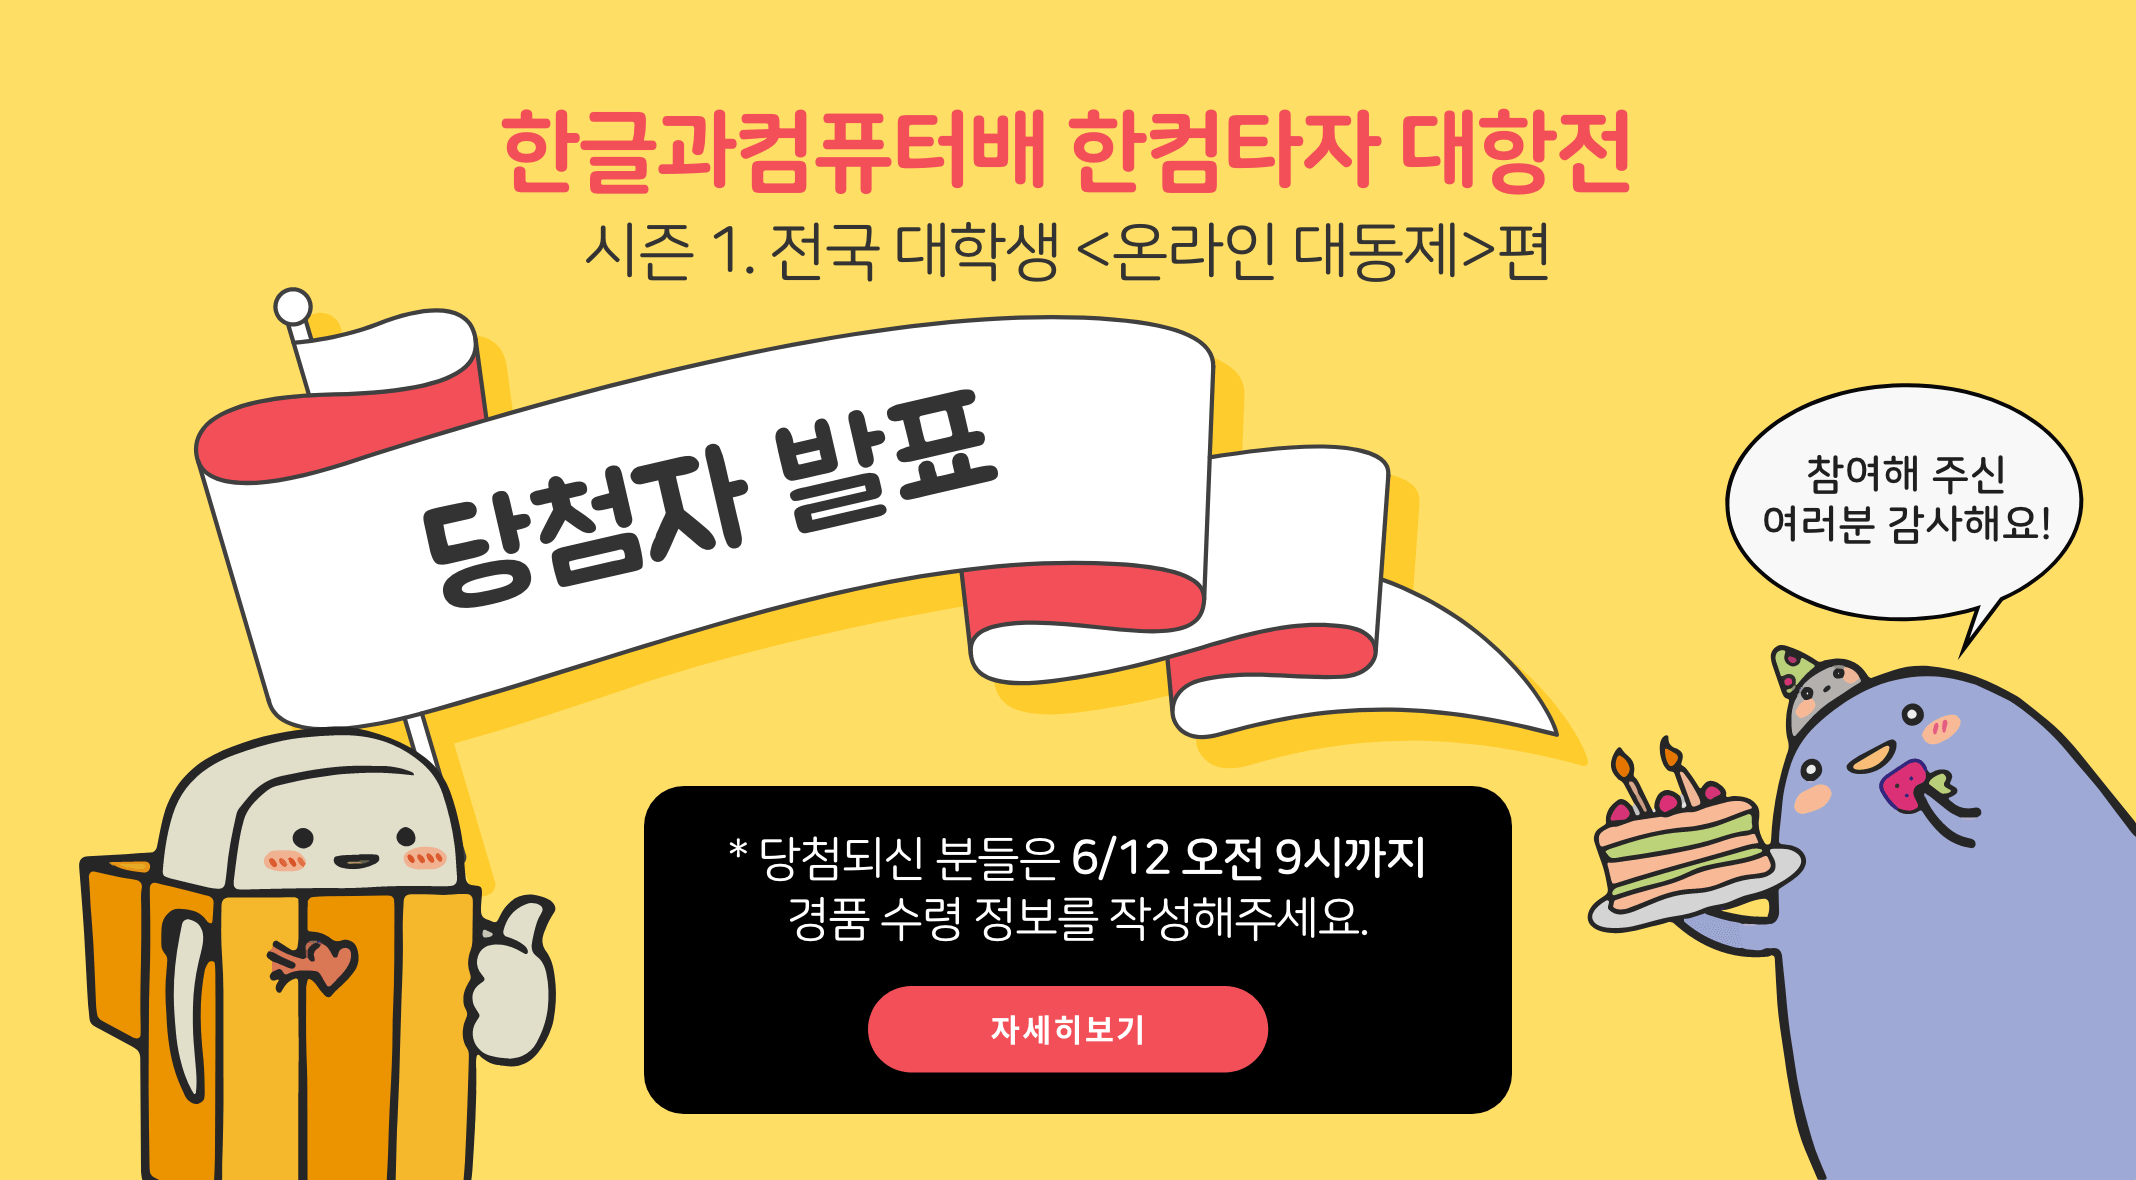 한글과컴퓨터배 한컴타자 대항전
시즌 1. 전국 대학생 <온라인 대동제>편
당첨자 발표
참여해 주신
여러분 감사해요!
* 당첨되신 분들은 6/12 오전 9시까지
경품 수령 정보를 작성해주세요.
자세히보기